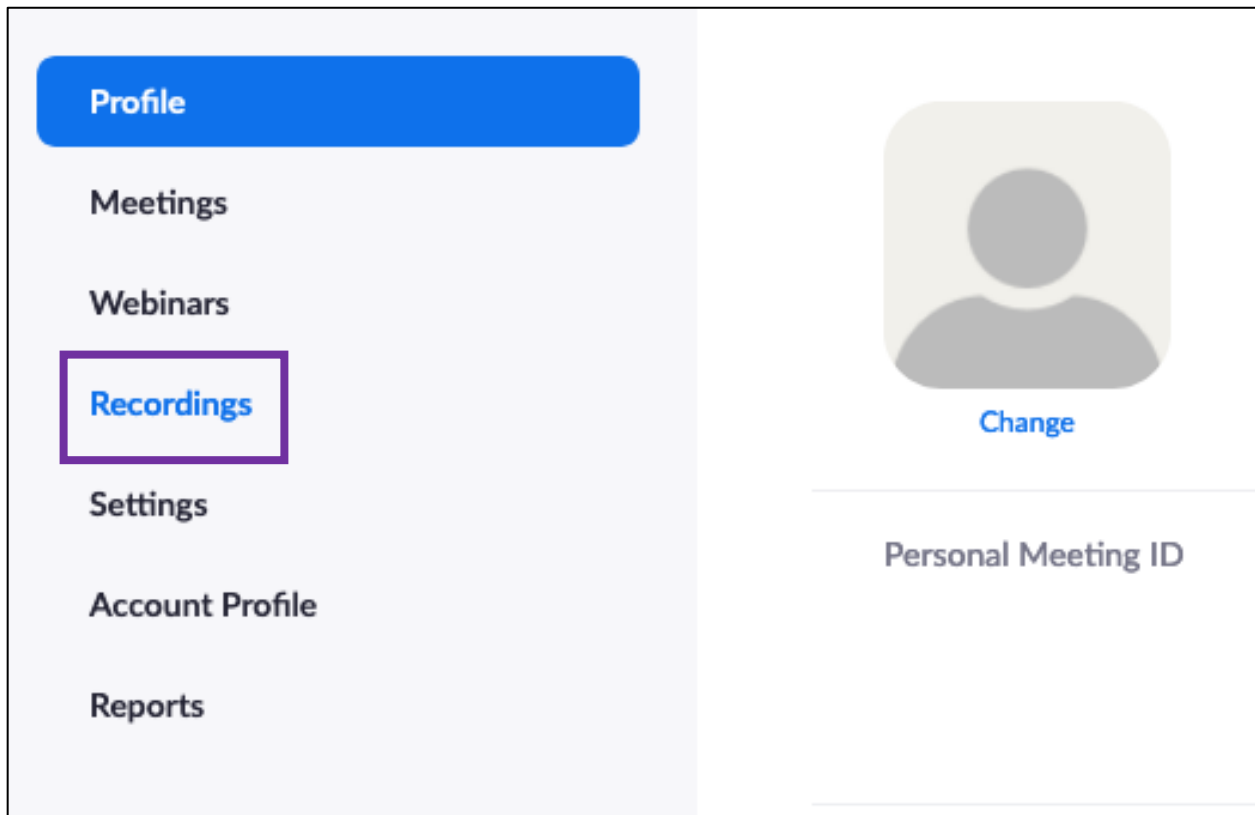 Profile
Meetings
Webinars
Recordings
Settings
Account Profile
Reports
Change
Personal Meeting ID